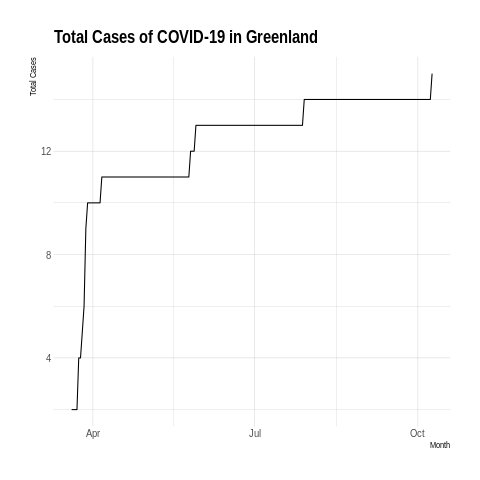 Total Cases of COVID-19 in Greenland
Total Cases
12
8
4
Apr
Jul
Oct
Month